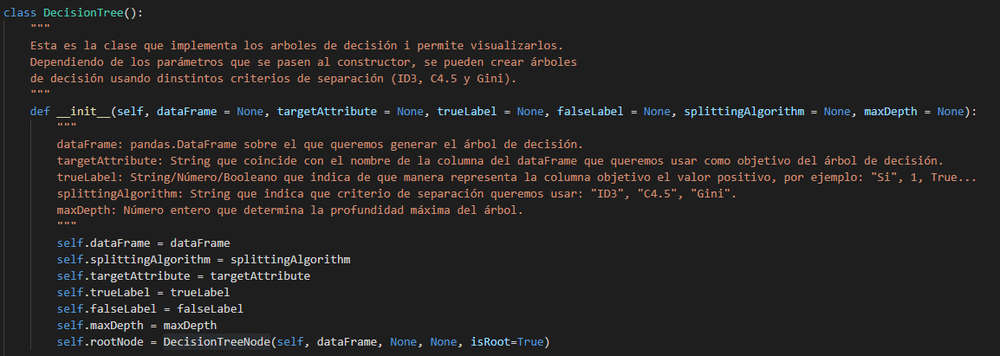 class DecisionTree():
    """
    Esta es la clase que implementa los arboles de decisión i permite visualizarlos.
    Dependiendo de los parámetros que se pasen al constructor, se pueden crear árboles
    de decisión usando dinstintos criterios de separación (ID3, C4.5 y Gini).
    """
    def __init__(self, dataFrame = None, targetAttribute = None, trueLabel = None, falseLabel = None, splittingAlgorithm = None, maxDepth = None):
        """
        dataFrame: pandas.DataFrame sobre el que queremos generar el árbol de decisión.
        targetAttribute: String que coincide con el nombre de la columna del dataFrame que queremos usar como objetivo del árbol de decisión.
        trueLabel: String/Número/Booleano que indica de que manera representa la columna objetivo el valor positivo, por ejemplo: "Si", 1, True...
        splittingAlgorithm: String que indica que criterio de separación queremos usar: "ID3", "C4.5", "Gini".
        maxDepth: Número entero que determina la profundidad máxima del árbol.
        """
        self.dataFrame = dataFrame
        self.splittingAlgorithm = splittingAlgorithm
        self.targetAttribute = targetAttribute
        self.trueLabel = trueLabel
        self.falseLabel = falseLabel
        self.maxDepth = maxDepth
        self.rootNode = DecisionTreeNode(self, dataFrame, None, None, isRoot=True)